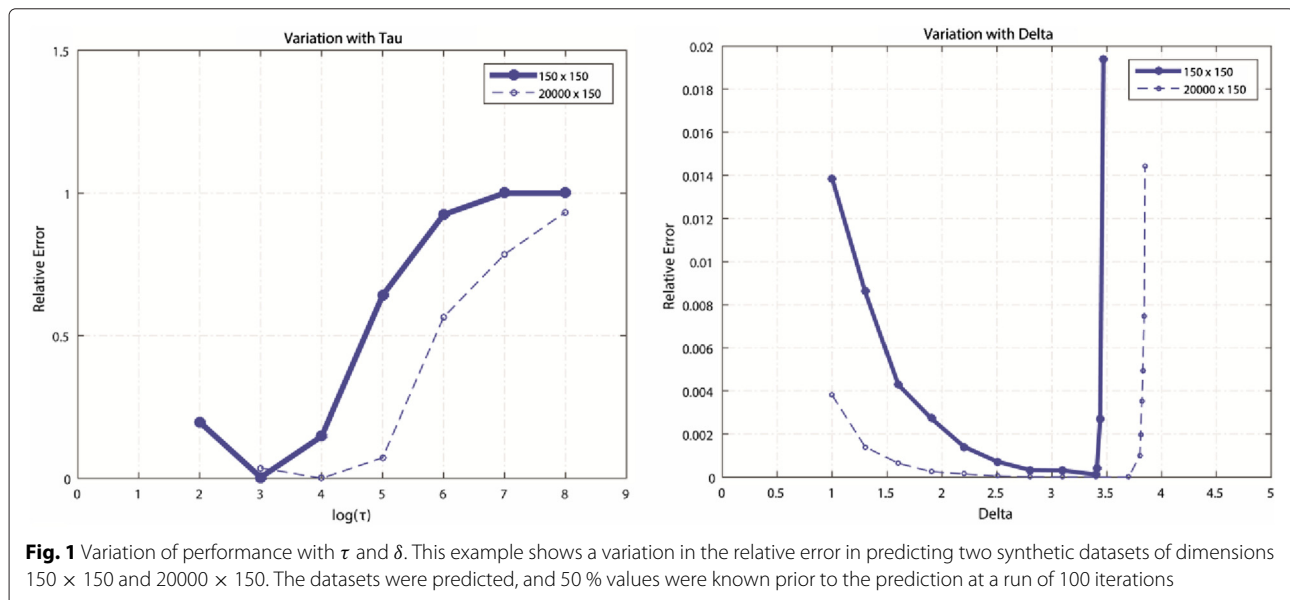 Variation with Tau
1.5
1
0.5
0
Relative Error
0 1 2 3 4 5 6 7 8 9
log(τ)
150 x 150
20000 x 150
Variation with Delta
0.02
0.018
0.016
0.014
0.012
0.01
0.008
0.006
0.004
0.002
0
Relative Error
0 0.5 1 1.5 2 2.5 3 3.5 4 4.5 5
Delta
150 x 150
20000 x 150
Fig. 1 Variation of performance with τ and δ. This example shows a variation in the relative error in predicting two synthetic datasets of dimensions
150 × 150 and 20000 × 150. The datasets were predicted, and 50 % values were known prior to the prediction at a run of 100 iterations